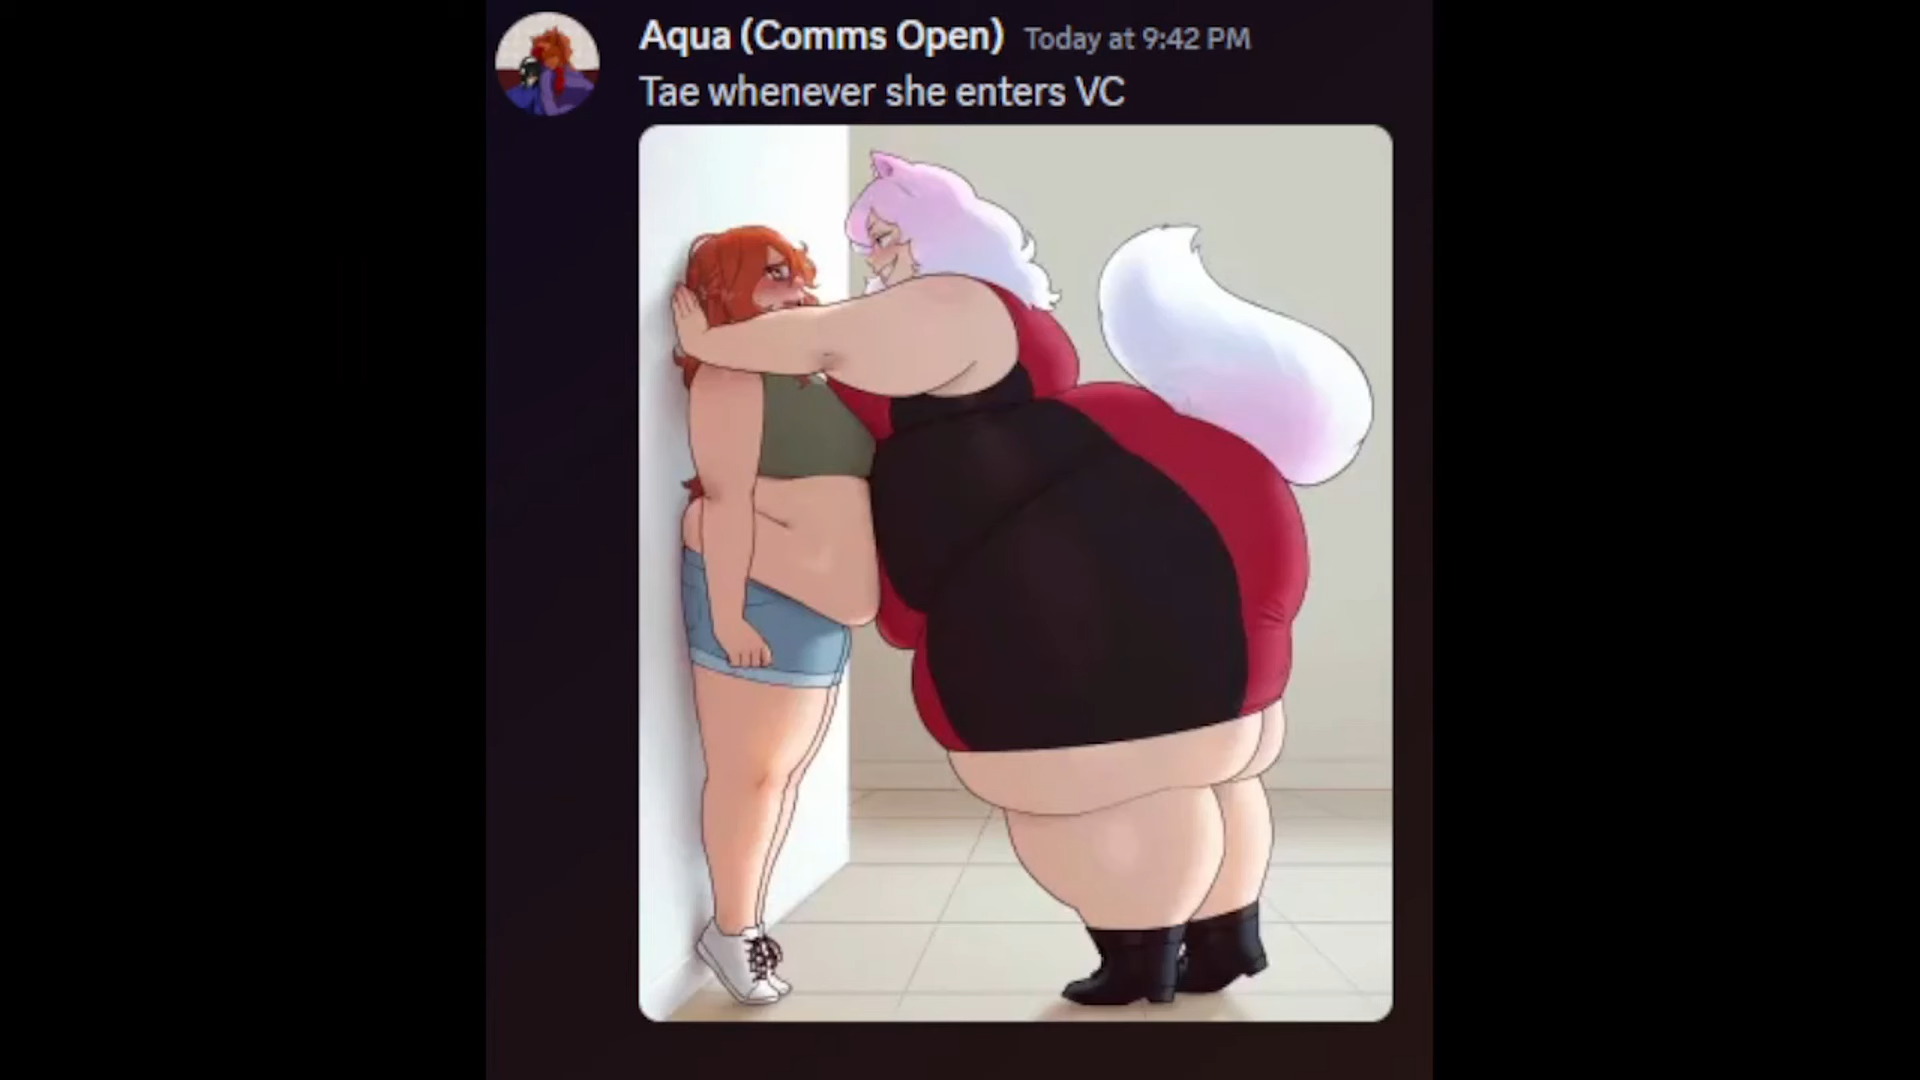 Aqua (Comms Open) Today at 9:42 PM
Tae whenever she enters VC